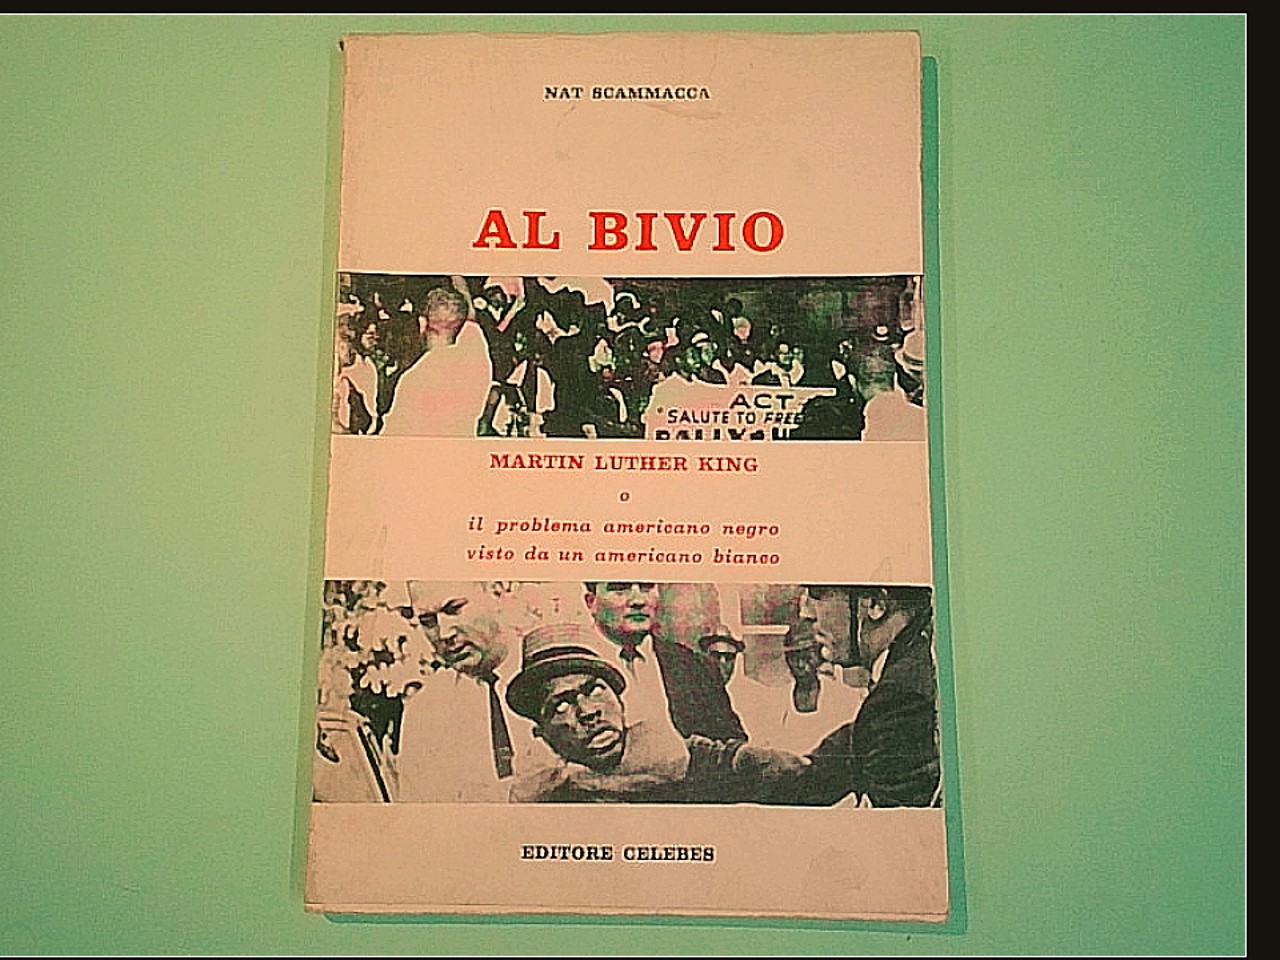 NAT SCAMMACCA
AL BIVIO
ACT
"SALUTE TO FREE
RALLY
MARTIN LUTHER KING
o
il problema americano negro
visto da un americano bianco
EDITORE CELEBES